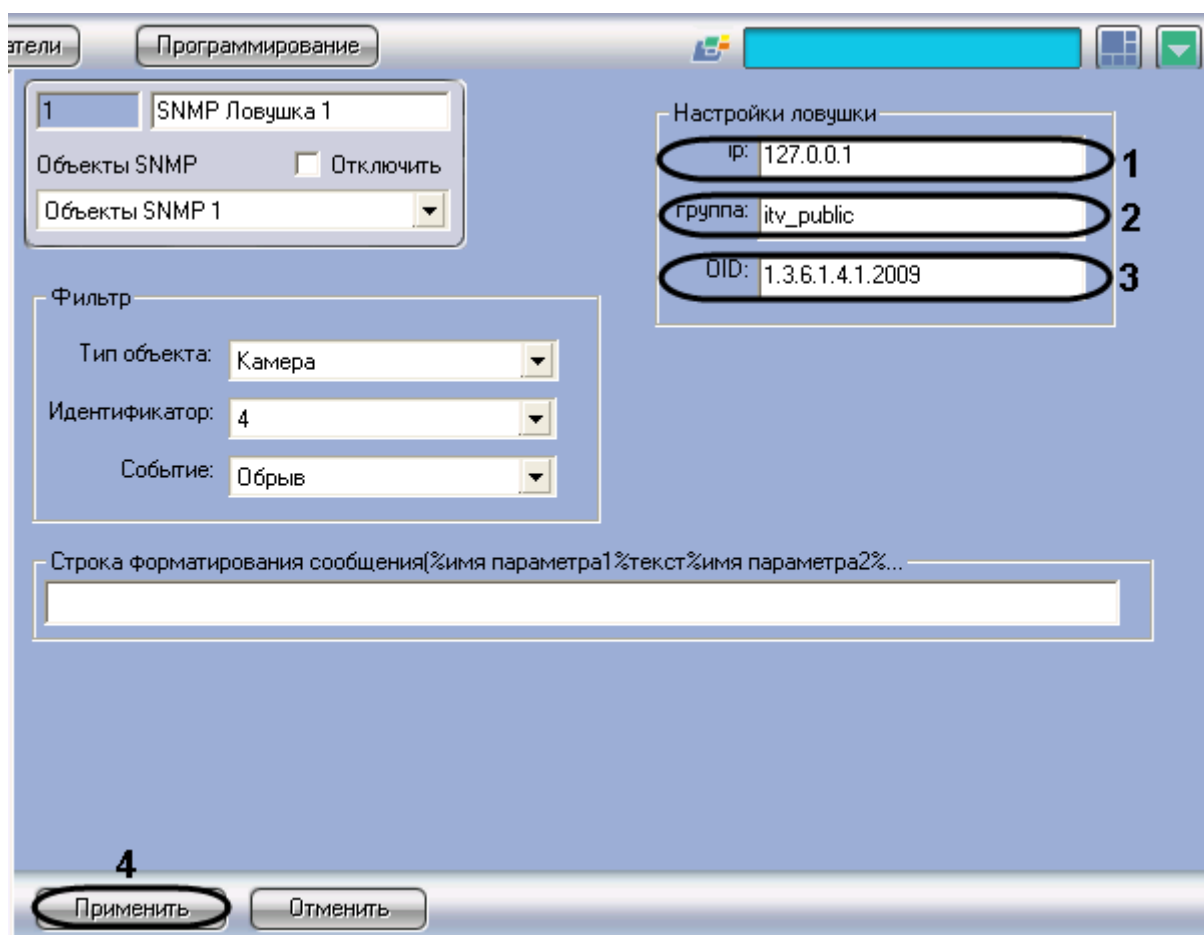 атели
Программирование
1
SNMP Ловушка 1
Объекты SNMP
Отключить
Объекты SNMP 1
Настройки ловушки
ip: 127.0.0.1
1
группа: itv_public
2
OID: 1.3.6.1.4.1.2009
3
Фильтр
Тип объекта: Камера
Идентификатор: 4
Событие: Обрыв
Строка форматирования сообщения(%имя параметра1%текст%имя параметра2%...
4
Применить
Отменить